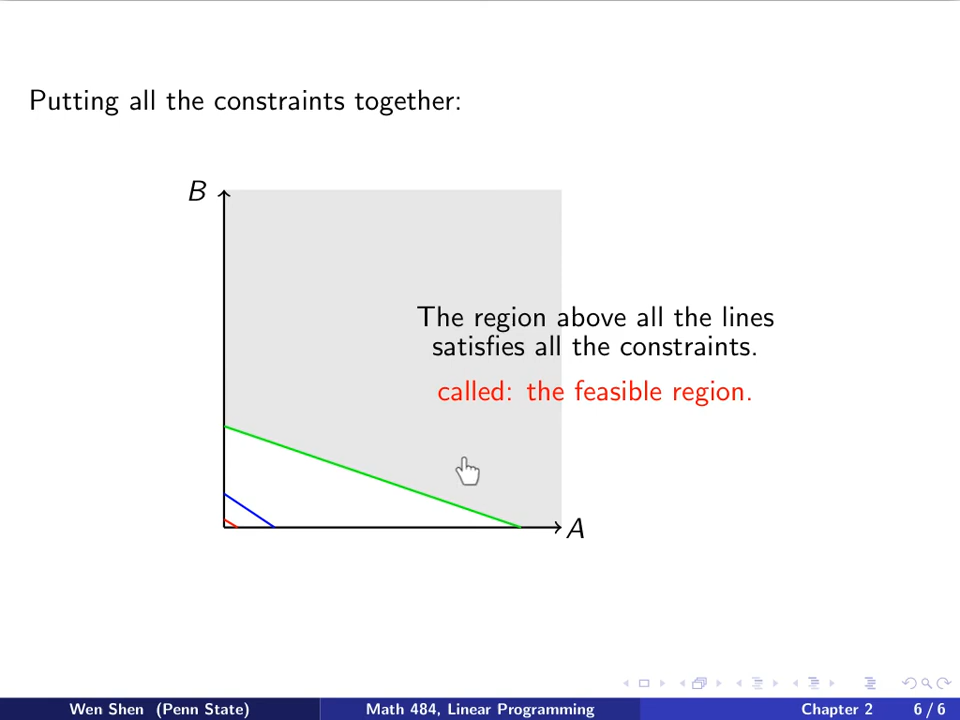 Putting all the constraints together:
B
The region above all the lines
satisfies all the constraints.
called: the feasible region.
A
Wen Shen (Penn State)
Math 484, Linear Programming
Chapter 2
6 / 6